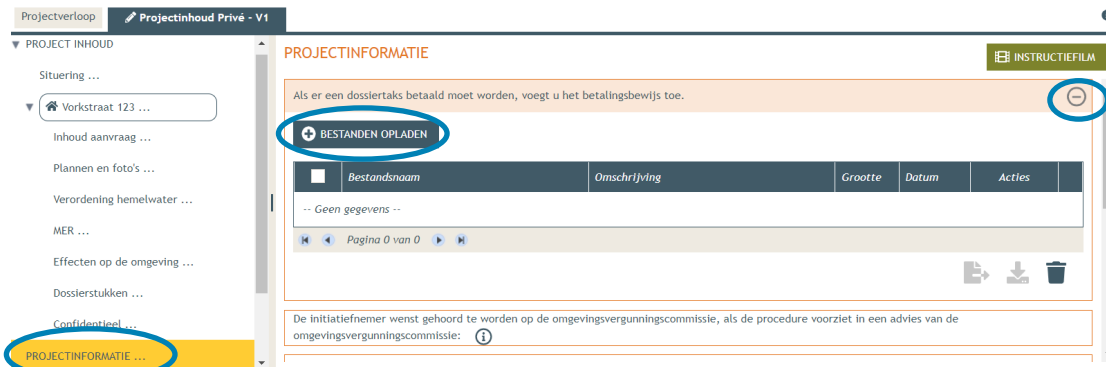 Projectverloop
Projectinhoud Privé - V1
PROJECT INHOUD
Situering ...
Vorkstraat 123 ...
Inhoud aanvraag ...
Plannen en foto's ...
Verordening hemelwater ...
MER ...
Effecten op de omgeving ...
Dossierstukken ...
Confidentieel ...
PROJECTINFORMATIE ...
PROJECTINFORMATIE
INSTRUCTIEFILM
Als er een dossiertaks betaald moet worden, voegt u het betalingsbewijs toe.
BESTANDEN OPLADEN
Bestandsnaam Omschrijving Grootte Datum Acties
-- Geen gegevens --
Pagina 0 van 0
De initiatiefnemer wenst gehoord te worden op de omgevingsvergunningscommissie, als de procedure voorziet in een advies van de
omgevingsvergunningscommissie: